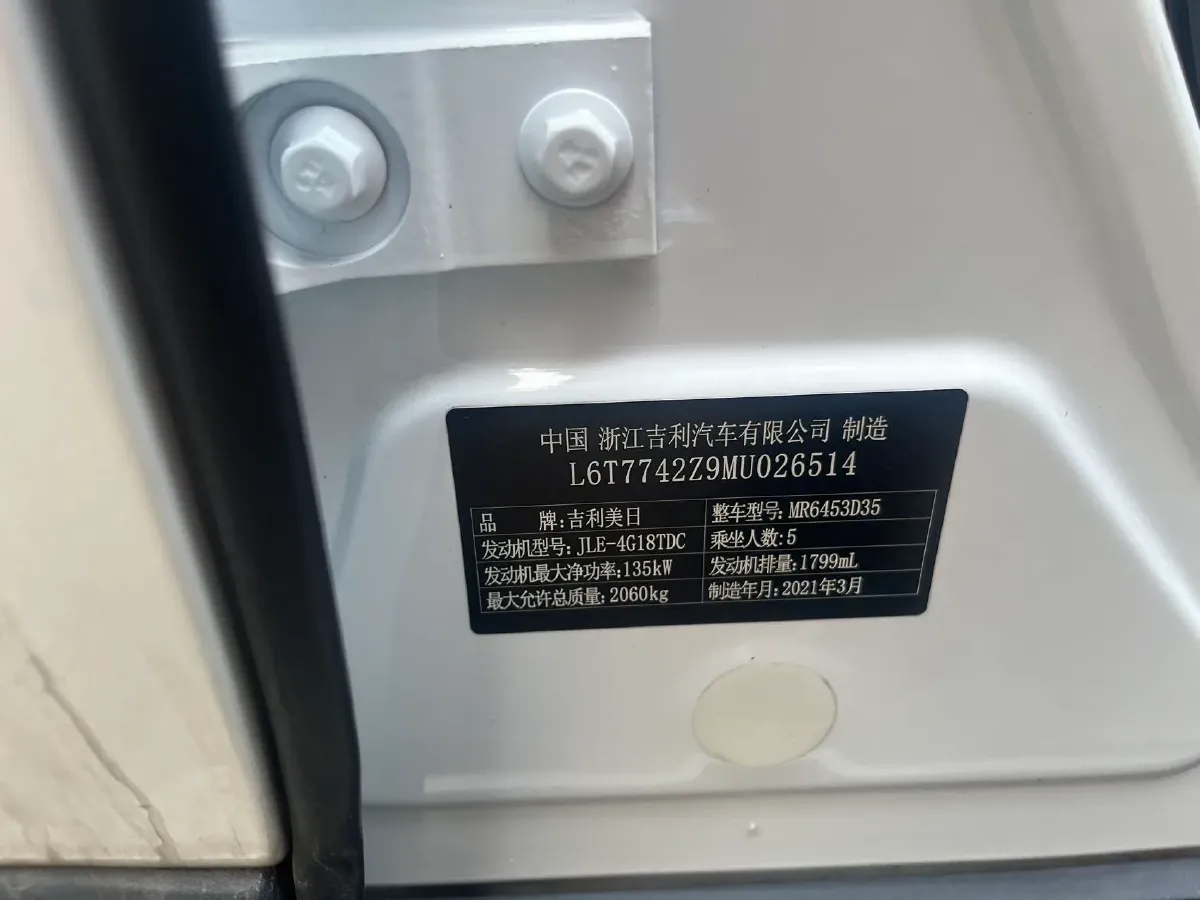 中国 浙江吉利汽车有限公司 制造
L6T7742Z9MU026514
品 牌:吉利美日 整车型号:MR6453D35
发动机型号:JLE-4G18TDC 乘坐人数:5
发动机最大净功率:135kW 发动机排量:1799mL
最大允许总质量:2060kg 制造年月:2021年3月